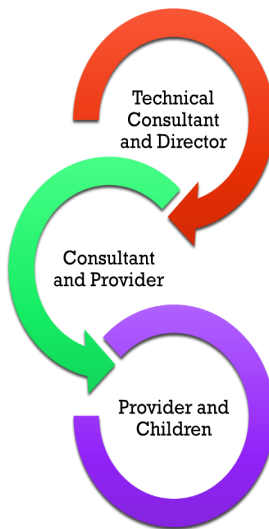 Technical
Consultant
and Director
Consultant
and Provider
Provider and
Children